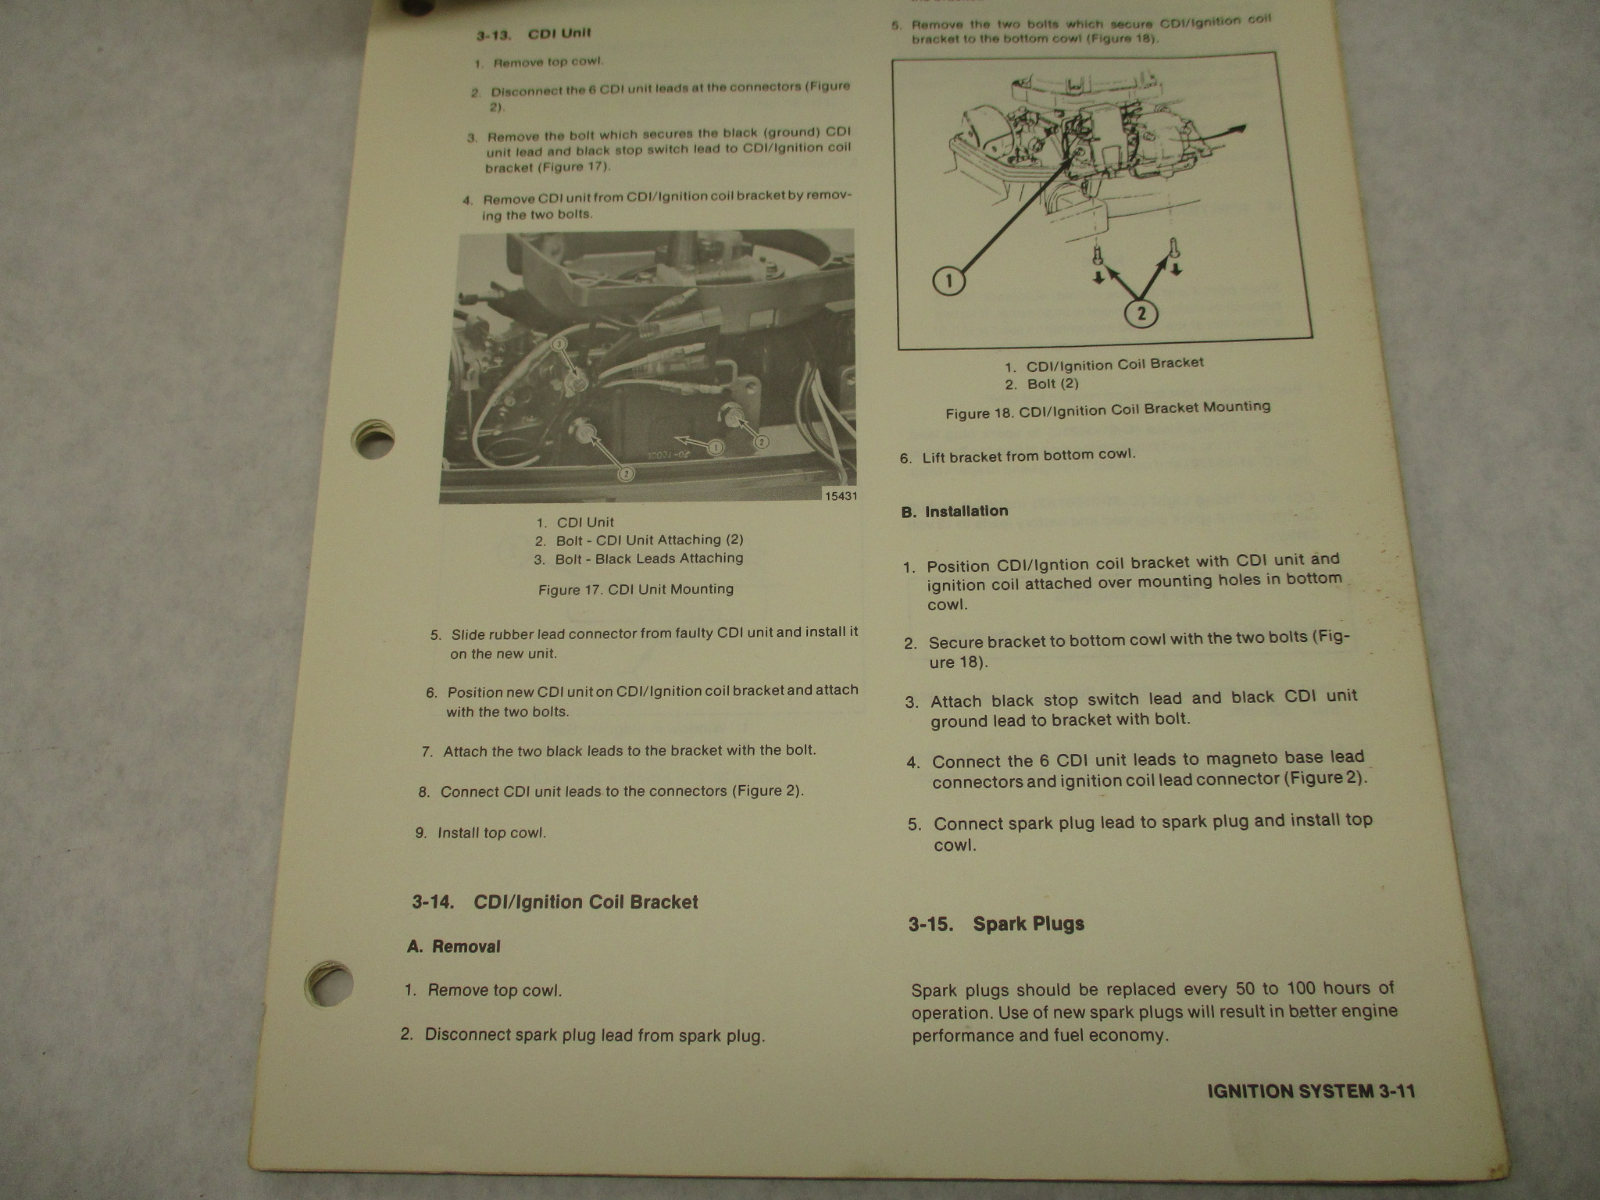 3-13. CDI Unit
1. Remove top cowl.
2. Disconnect the 6 CDI unit leads at the connectors (Figure
2).
3. Remove the bolt which secures the black (ground) CDI
unit lead and black stop switch lead to CDI/Ignition coil
bracket (Figure 17).
4. Remove CDI unit from CDI/Ignition coil bracket by remov-
ing the two bolts.
3
1
2
2
15431
1. CDI Unit
2. Bolt - CDI Unit Attaching (2)
3. Bolt - Black Leads Attaching
Figure 17. CDI Unit Mounting
5. Slide rubber lead connector from faulty CDI unit and install it
on the new unit.
6. Position new CDI unit on CDI/Ignition coil bracket and attach
with the two bolts.
7. Attach the two black leads to the bracket with the bolt.
8. Connect CDI unit leads to the connectors (Figure 2).
9. Install top cowl.
3-14. CDI/Ignition Coil Bracket
A. Removal
1. Remove top cowl.
2. Disconnect spark plug lead from spark plug.
5. Remove the two bolts which secure CDI/Ignition coil
bracket to the bottom cowl (Figure 18).
1
2
1. CDI/Ignition Coil Bracket
2. Bolt (2)
Figure 18. CDI/Ignition Coil Bracket Mounting
6. Lift bracket from bottom cowl.
B. Installation
1. Position CDI/Igntion coil bracket with CDI unit and
ignition coil attached over mounting holes in bottom
cowl.
2. Secure bracket to bottom cowl with the two bolts (Fig-
ure 18).
3. Attach black stop switch lead and black CDI unit
ground lead to bracket with bolt.
4. Connect the 6 CDI unit leads to magneto base lead
connectors and ignition coil lead connector (Figure 2).
5. Connect spark plug lead to spark plug and install top
cowl.
3-15. Spark Plugs
Spark plugs should be replaced every 50 to 100 hours of
operation. Use of new spark plugs will result in better engine
performance and fuel economy.
IGNITION SYSTEM 3-11